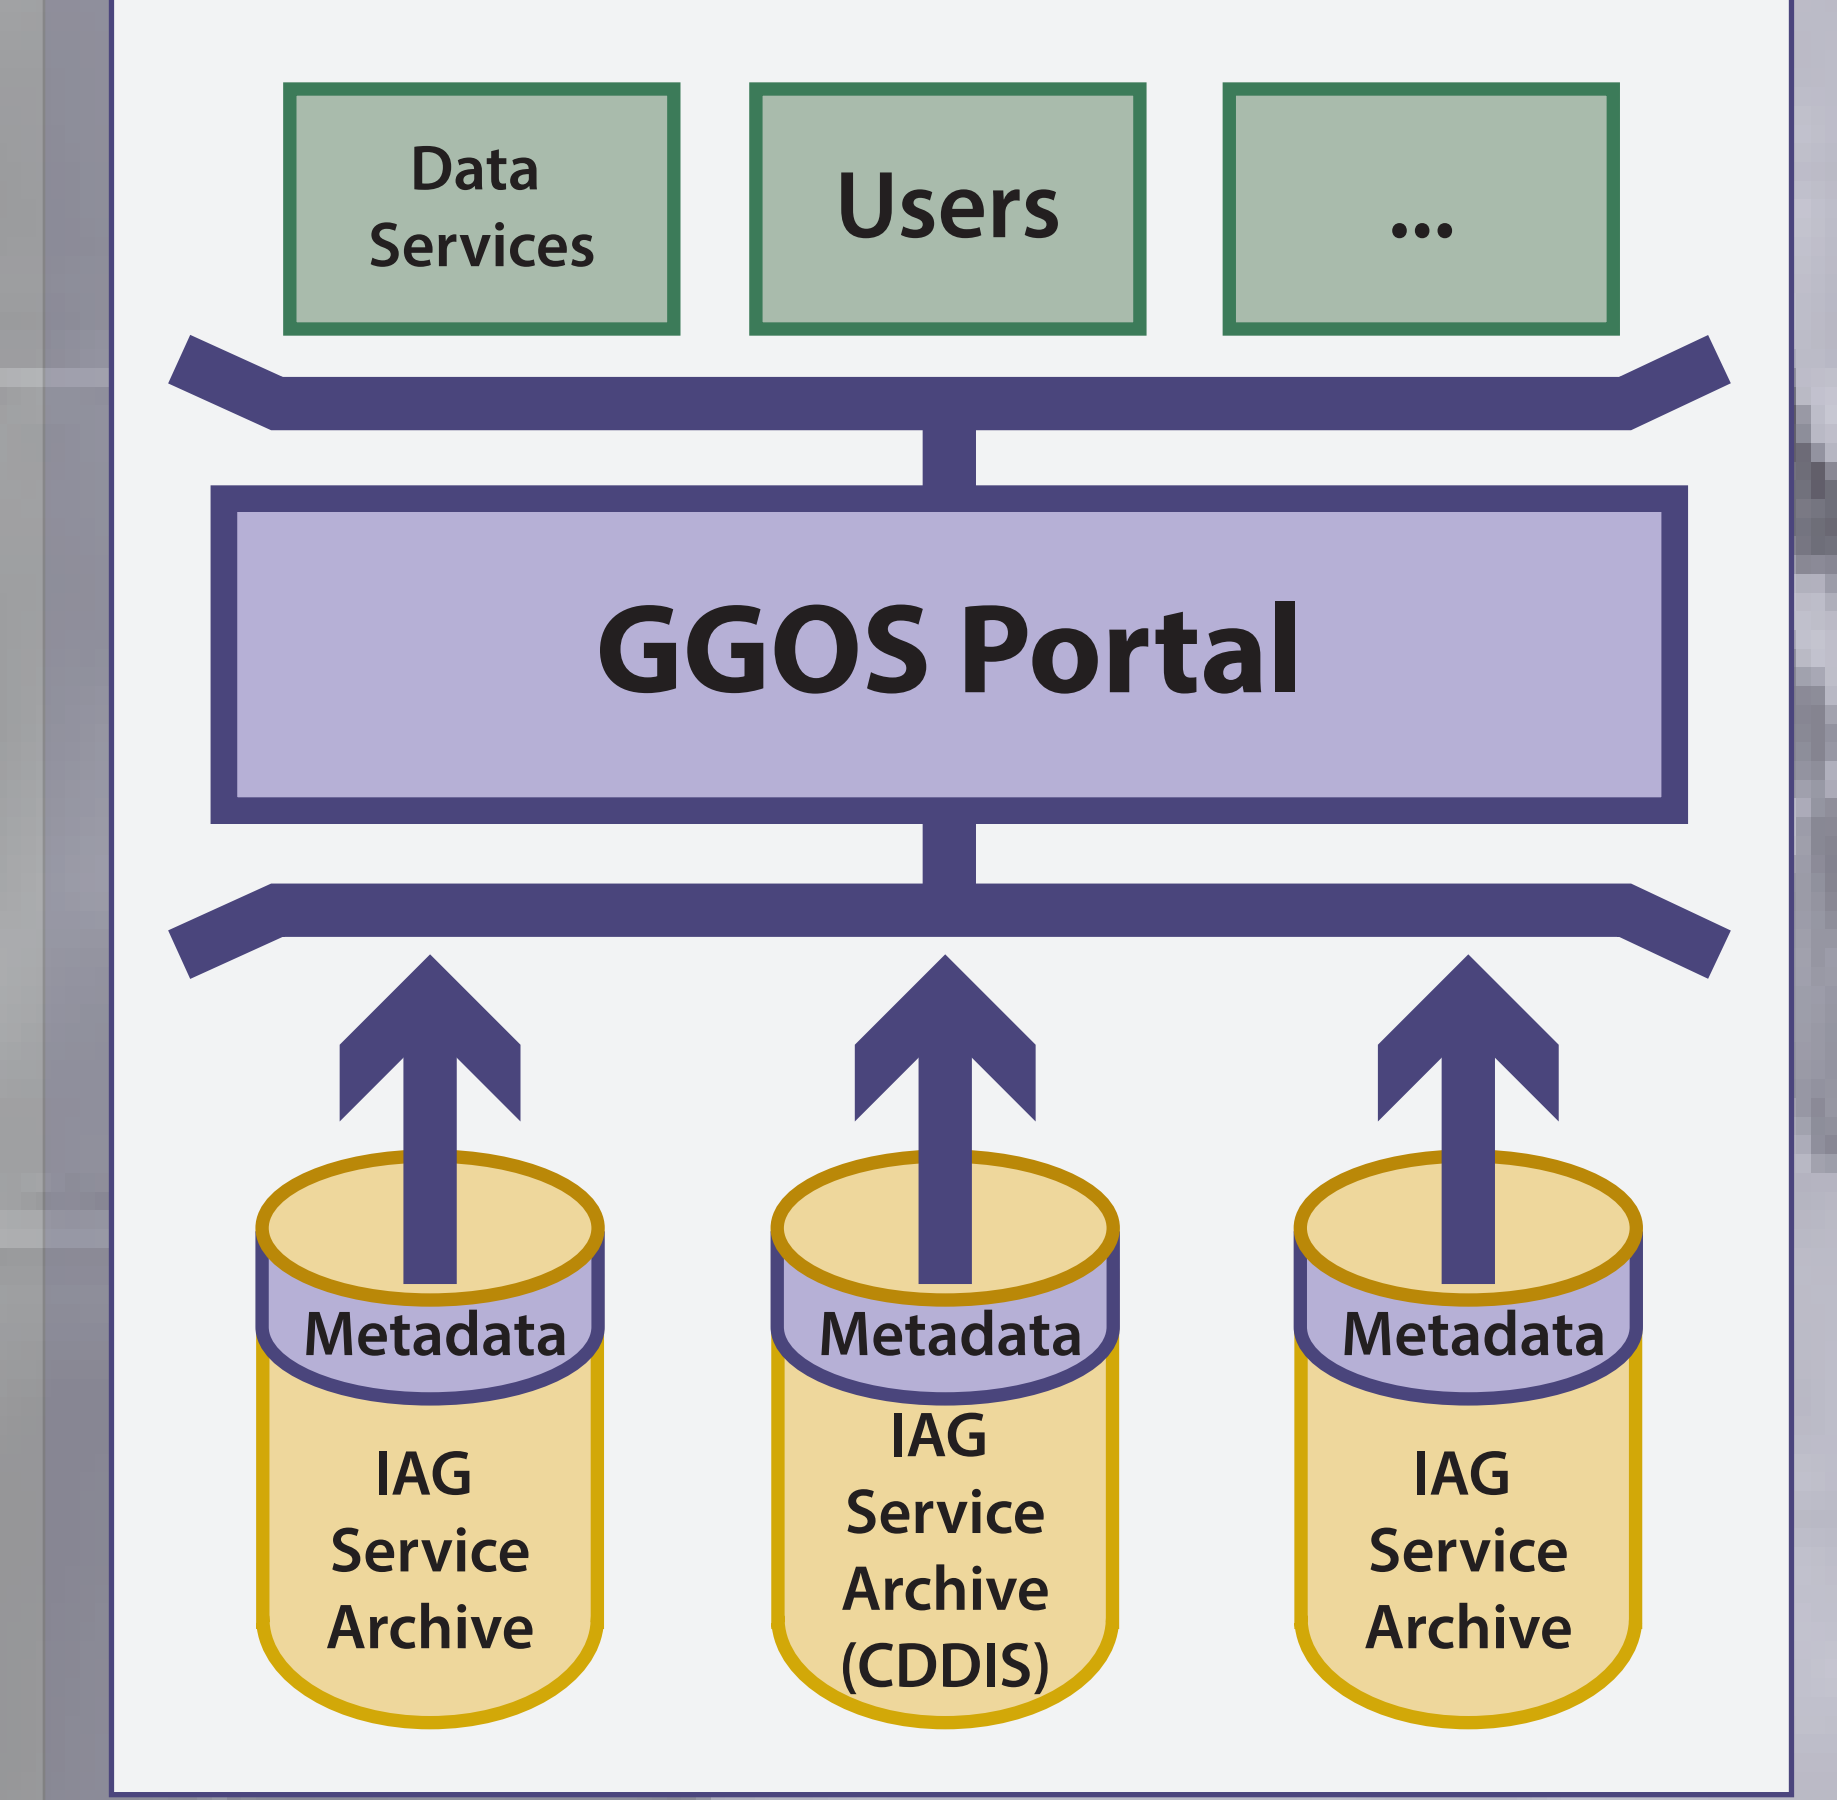 Data
Services
Users
...
GGOS Portal
Metadata
IAG
Service
Archive
Metadata
IAG
Service
Archive
(CDDIS)
Metadata
IAG
Service
Archive